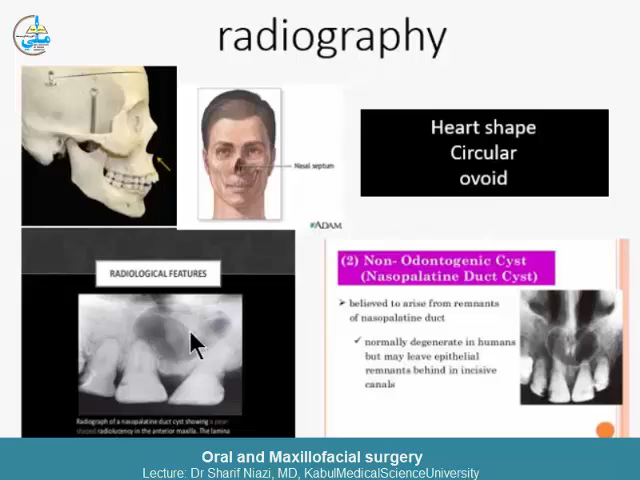 radiography
Nasal septum
ADAM
Heart shape
Circular
ovoid
RADIOLOGICAL FEATURES
Radiograph of a nasopalatine duct cyst showing a pear-
shaped radiolucency in the anterior maxilla. The lamina
(2) Non- Odontogenic Cyst
(Nasopalatine Duct Cyst)
believed to arise from remnants
of nasopalatine duct
normally degenerate in humans
but may leave epithelial
remnants behind in incisive
canals
Oral and Maxillofacial surgery
Lecture: Dr Sharif Niazi, MD, KabulMedicalScienceUniversity